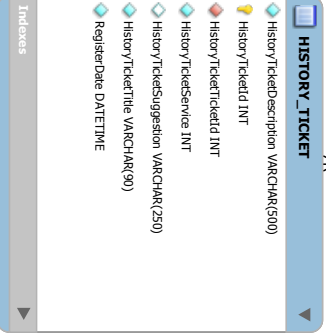 HISTORY_TICKET
HistoryTicketDescription VARCHAR(500)
HistoryTicketId INT
HistoryTicketTicketId INT
HistoryTicketService INT
HistoryTicketSuggestion VARCHAR(250)
HistoryTicketTitle VARCHAR(90)
RegisterDate DATETIME
Indexes